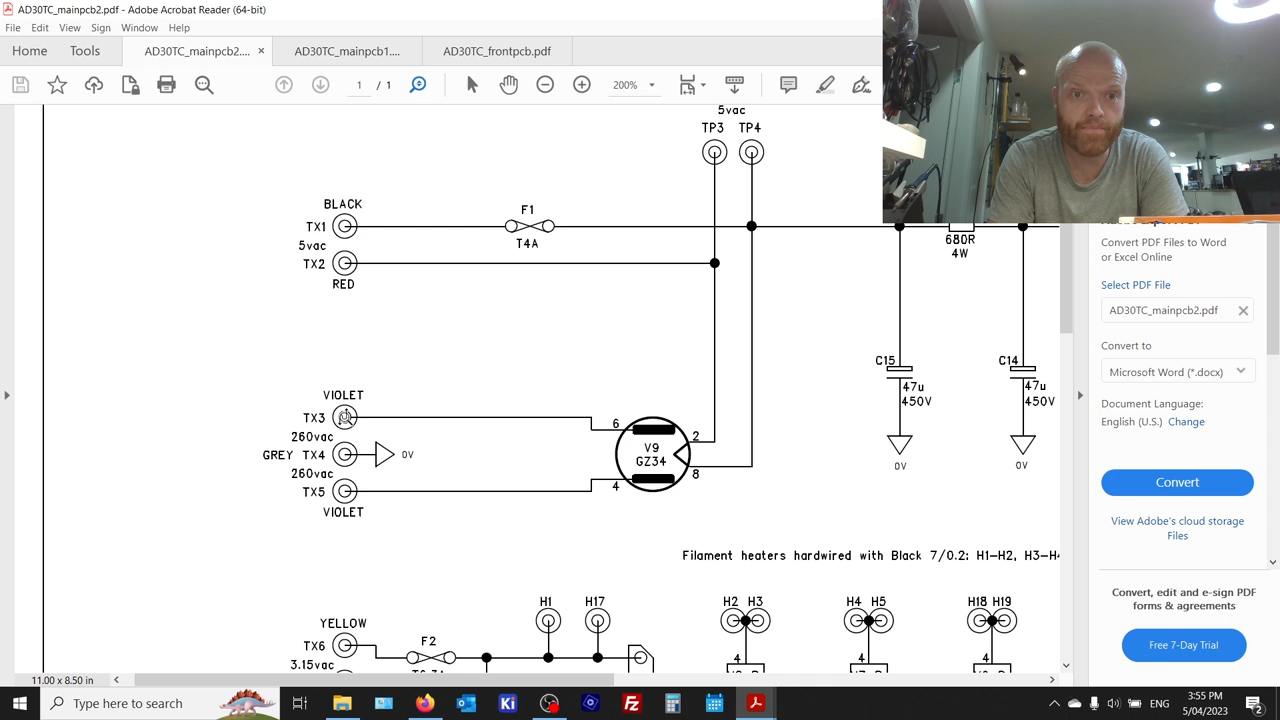 AD30TC_mainpcb2.pdf - Adobe Acrobat Reader (64-bit)
File Edit View Sign Window Help
Home Tools AD30TC_mainpcb2.... × AD30TC_mainpcb1.... AD30TC_frontpcb.pdf
1 / 1 200%
5vac
TP3 TP4
BLACK
TX1 F1
T4A
5vac
TX2
RED
680R
4W
C15 C14
47u 47u
450V 450V
0V 0V
VIOLET
TX3
260vac
GREY TX4 0V
260vac
TX5
VIOLET
6 2
V9
GZ34
4 8
Filament heaters hardwired with Black 7/0.2: H1-H2, H3-H4
H1 H17 H2 H3 H4 H5 H18 H19
YELLOW
TX6 F2
3.15vac
4 4 4
11.00 x 8.50 in
Convert PDF Files to Word
or Excel Online
Select PDF File
AD30TC_mainpcb2.pdf
Convert to
Microsoft Word (*.docx)
Document Language:
English (U.S.) Change
Convert
View Adobe's cloud storage
Files
Convert, edit and e-sign PDF
forms & agreements
Free 7-Day Trial
Type here to search
Ki
Fz
ENG
3:55 PM
5/04/2023
2